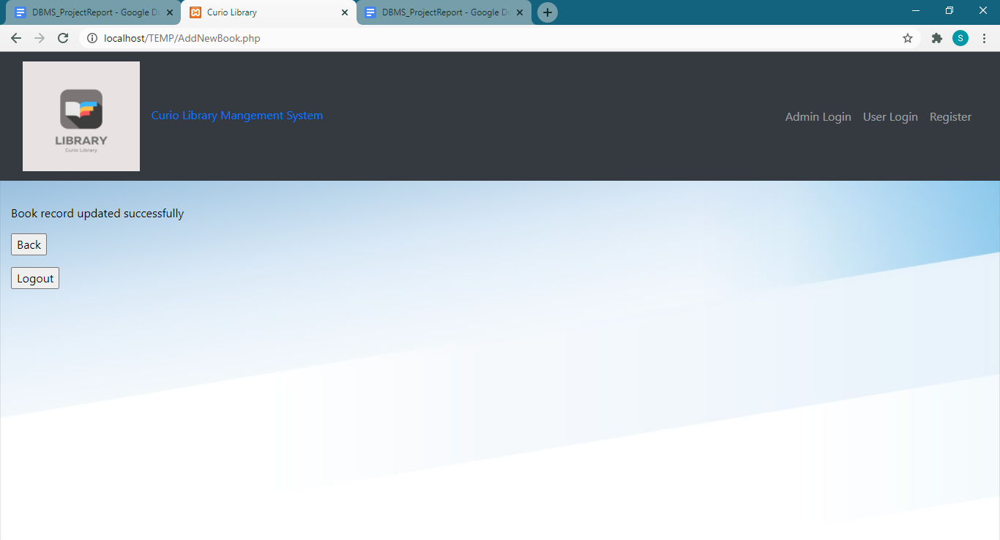 DBMS_ProjectReport - Google D
Curio Library
DBMS_ProjectReport - Google D
localhost/TEMP/AddNewBook.php
S
LIBRARY
Curio Library
Curio Library Mangement System
Admin Login User Login Register
Book record updated successfully
Back
Logout